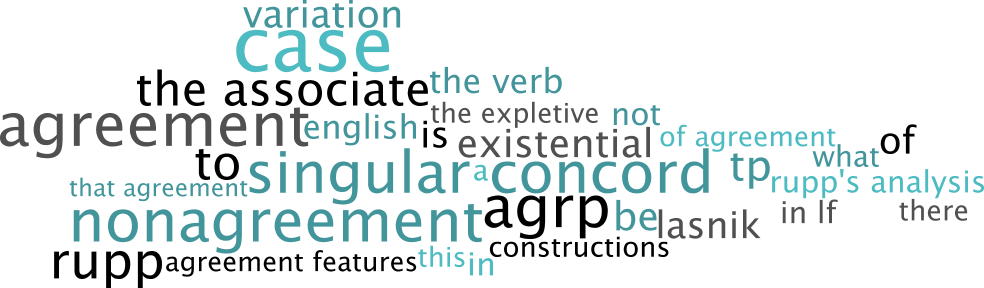 variation
case
the associate the verb
agreement english is the expletive not
existential of agreement of
to singular a concord tp what
that agreement rupp's analysis
nonagreement agrp be lasnik in lf there
rupp agreement features this in constructions